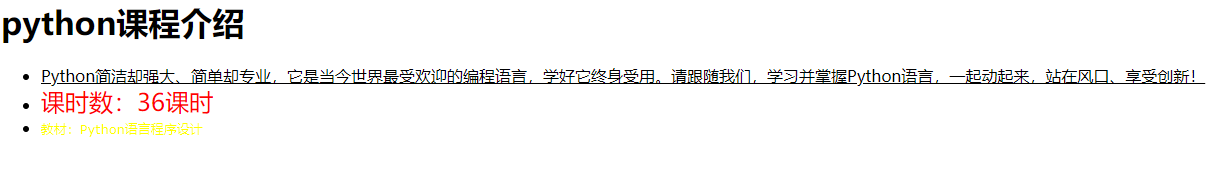 python课程介绍
Python简洁却强大、简单却专业，它是当今世界最受欢迎的编程语言，学好它终身受用。请跟随我们，学习并掌握Python语言，一起动起来，站在风口、享受创新！
课时数：36课时
教材：Python语言程序设计